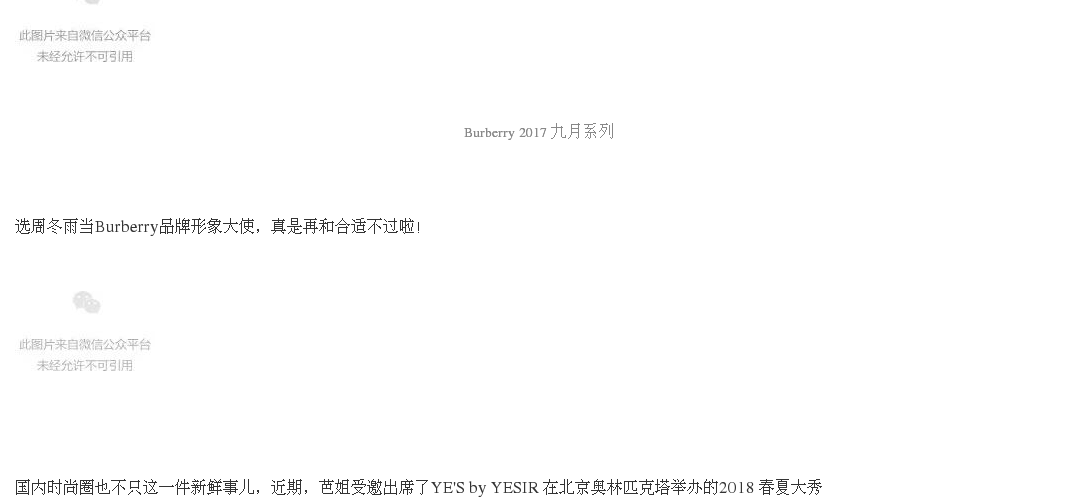 此图片来自微信公众平台
未经允许不可引用
Burberry 2017 九月系列
选周冬雨当Burberry品牌形象大使，真是再和合适不过啦！
此图片来自微信公众平台
未经允许不可引用
国内时尚圈也不只这一件新鲜事儿，近期，芭姐受邀出席了YE'S by YESIR 在北京奥林匹克塔举办的2018 春夏大秀